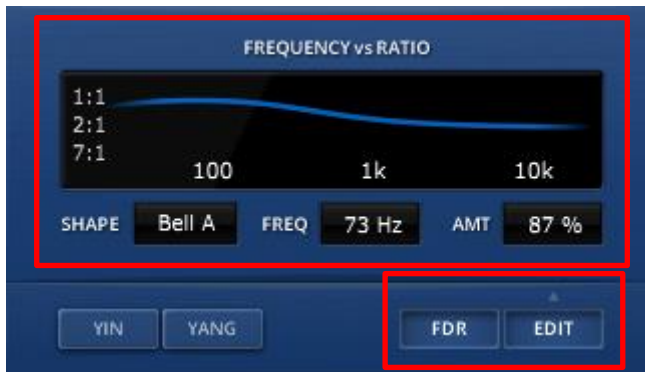 FREQUENCY vs RATIO
1:1
2:1
7:1
100 1k 10k
SHAPE Bell A FREQ 73 Hz AMT 87 %
YIN YANG FDR EDIT